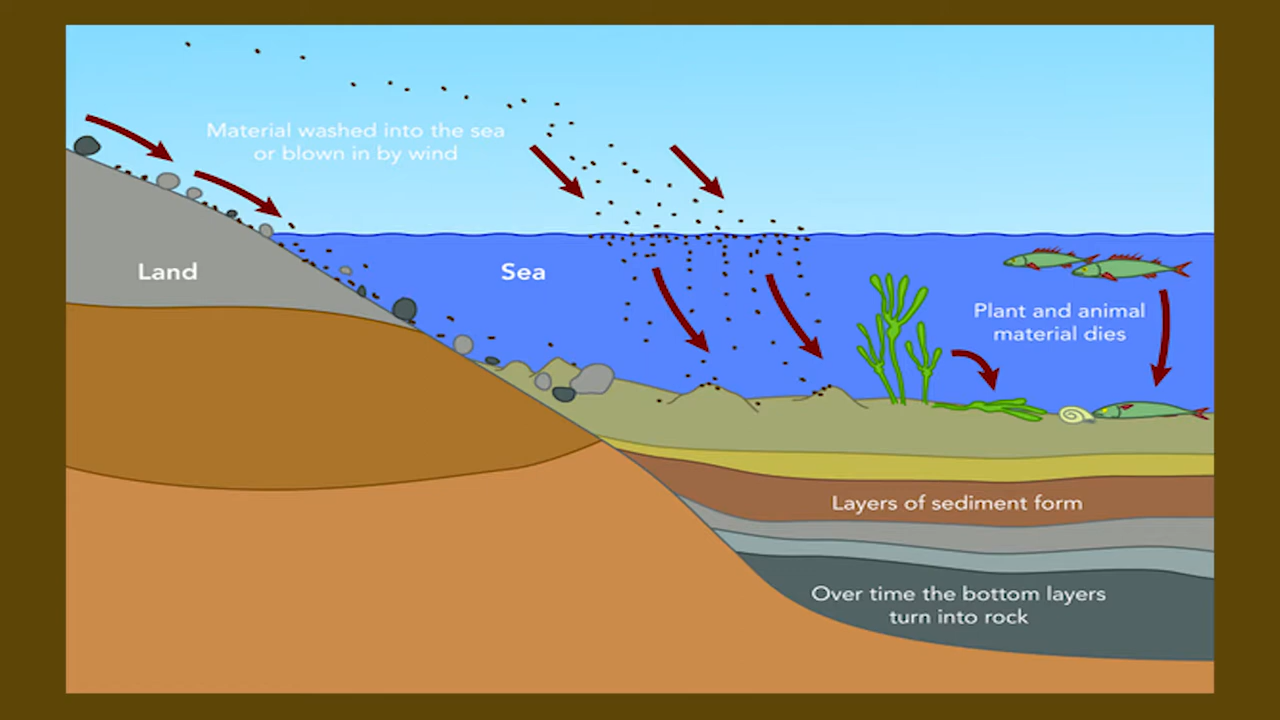 Material washed into the sea
or blown in by wind
Land
Sea
Plant and animal
material dies
Layers of sediment form
Over time the bottom layers
turn into rock